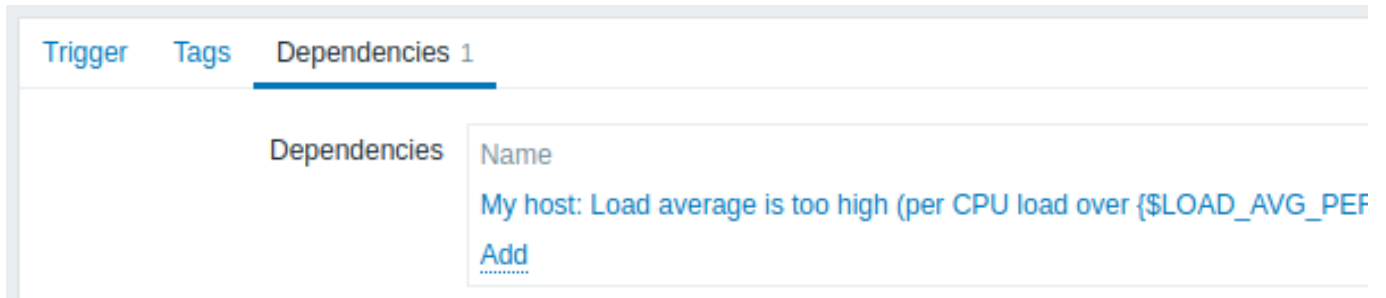 Trigger Tags Dependencies 1
Dependencies Name
My host: Load average is too high (per CPU load over {$LOAD_AVG_PER
Add